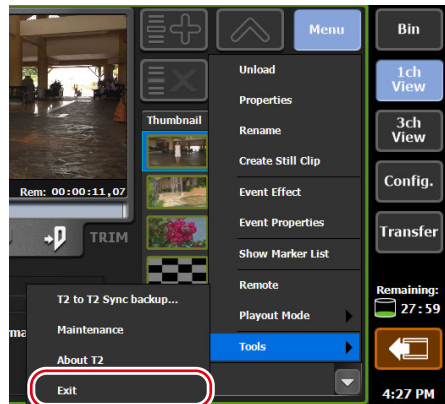 Menu
Bin
Unload
1ch
View
Properties
Thumbnail
Rename
3ch
View
Create Still Clip
Rem: 00:00:11,07
Event Effect
Config.
Event Properties
TRIM
Transfer
Show Marker List
Remote
Remaining:
T2 to T2 Sync backup...
27:59
Playout Mode
Maintenance
Tools
About T2
Exit
4:27 PM